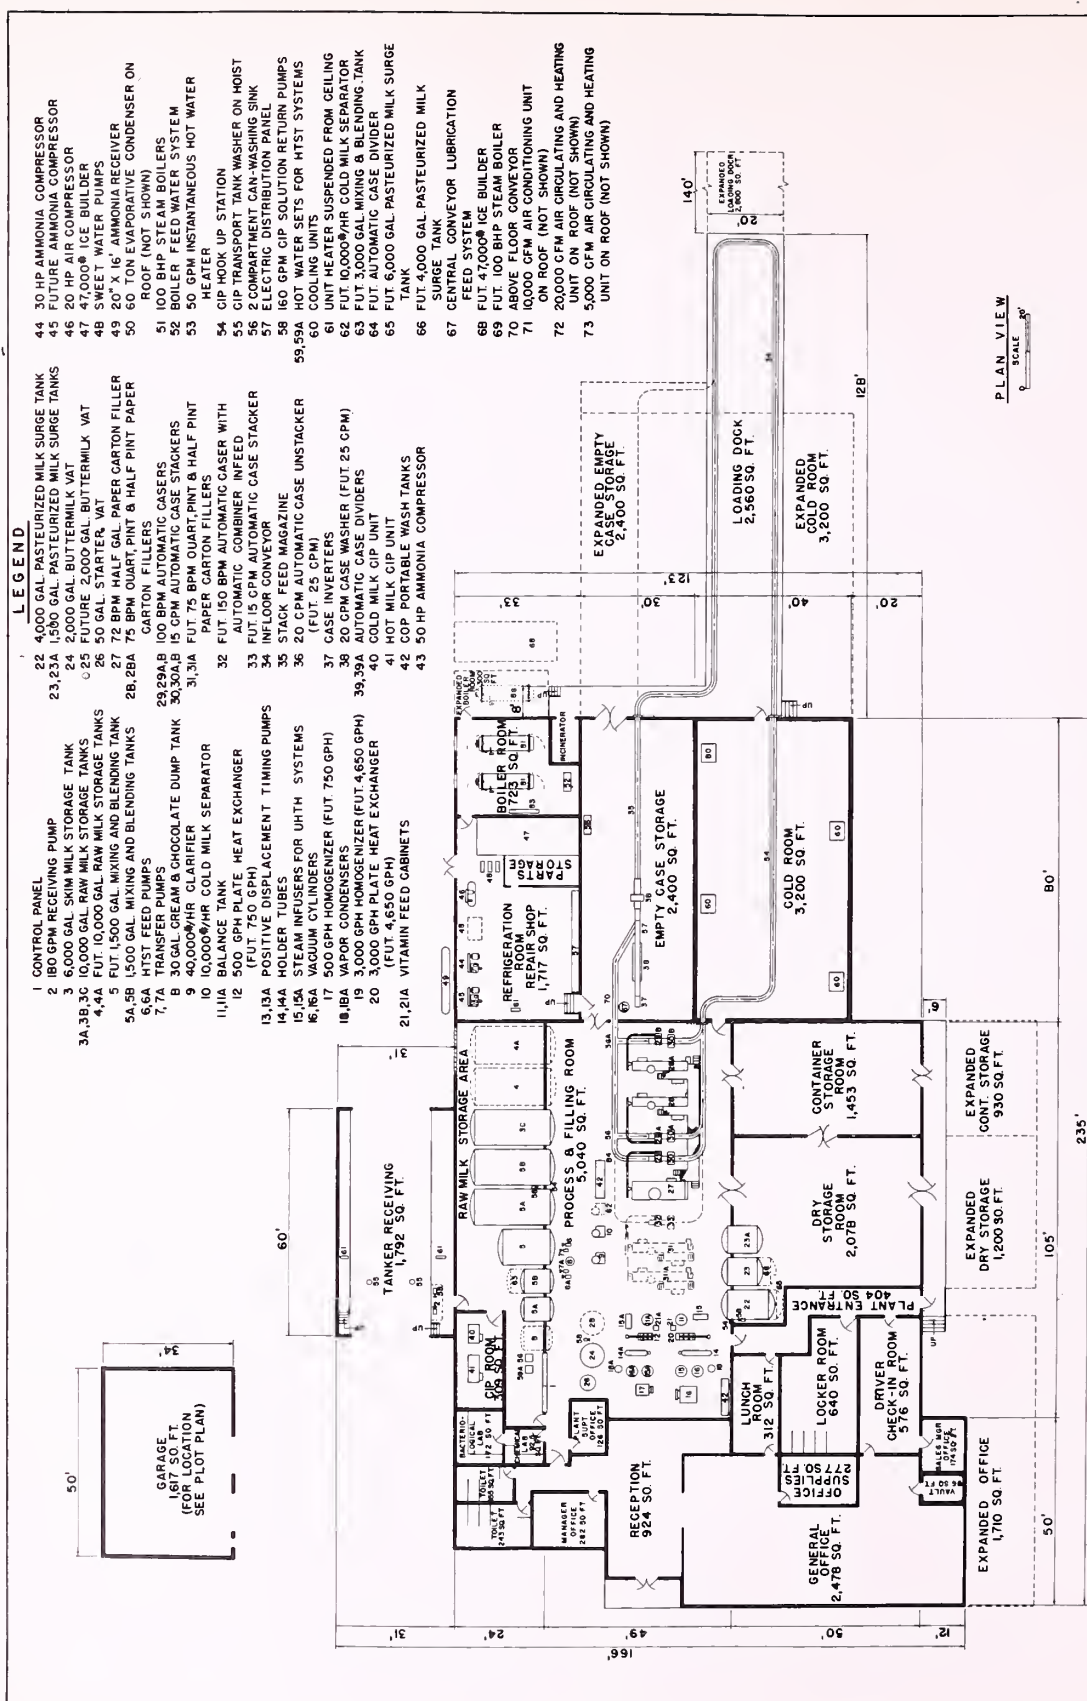 LEGEND
1 CONTROL PANEL
2 180 GPM RECEIVING PUMP
3 6,000 GAL. SKIM MILK STORAGE TANK
3A,3B,3C 10,000 GAL. RAW MILK STORAGE TANKS
4,4A FUT. 10,000 GAL. RAW MILK STORAGE TANKS
5 FUT. 1,500 GAL. MIXING AND BLENDING TANK
5A,5B 1,500 GAL. MIXING AND BLENDING TANKS
6,6A HTST FEED PUMPS
7,7A TRANSFER PUMPS
8 30 GAL. CREAM & CHOCOLATE DUMP TANK
9 40,000#/HR CLARIFIER
10 10,000#/HR COLD MILK SEPARATOR
11,11A BALANCE TANK
12 500 GPH PLATE HEAT EXCHANGER
(FUT. 750 GPH)
13,13A POSITIVE DISPLACEMENT TIMING PUMPS
14,14A HOLDER TUBES
15,15A STEAM INFUSERS FOR UHTH SYSTEMS
16,16A VACUUM CYLINDERS
17 500 GPH HOMOGENIZER (FUT. 750 GPH)
18,18A VAPOR CONDENSERS
19 3,000 GPH HOMOGENIZER (FUT. 4,650 GPH)
20 3,000 GPH PLATE HEAT EXCHANGER
(FUT. 4,650 GPH)
21,21A VITAMIN FEED CABINETS
22 4,000 GAL. PASTEURIZED MILK SURGE TANK
23,23A 1,500 GAL. PASTEURIZED MILK SURGE TANKS
24 2,000 GAL. BUTTERMILK VAT
25 FUTURE 2,000 GAL. BUTTERMILK VAT
26 50 GAL. STARTER VAT
27 72 BPM HALF GAL. PAPER CARTON FILLER
28,28A 75 BPM QUART, PINT & HALF PINT PAPER
CARTON FILLERS
29,29A,B 100 BPM AUTOMATIC CASERS
30,30A,B 15 CPM AUTOMATIC CASE STACKERS
31,31A FUT. 75 BPM QUART, PINT & HALF PINT
PAPER CARTON FILLERS
32 FUT. 150 BPM AUTOMATIC CASER WITH
AUTOMATIC COMBINER INFEED
33 FUT. 15 CPM AUTOMATIC CASE STACKER
34 INFLOOR CONVEYOR
35 STACK FEED MAGAZINE
36 20 CPM AUTOMATIC CASE UNSTACKER
(FUT. 25 CPM)
37 CASE INVERTERS
38 20 CPM CASE WASHER (FUT. 25 CPM)
39,39A AUTOMATIC CASE DIVIDERS
40 COLD MILK CIP UNIT
41 HOT MILK CIP UNIT
42 COP PORTABLE WASH TANKS
43 50 HP AMMONIA COMPRESSOR
44 30 HP AMMONIA COMPRESSOR
45 FUTURE AMMONIA COMPRESSOR
46 20 HP AIR COMPRESSOR
47 47,000# ICE BUILDER
48 SWEET WATER PUMPS
49 20" X 16' AMMONIA RECEIVER
50 60 TON EVAPORATIVE CONDENSER ON
ROOF (NOT SHOWN)
51 100 BHP STEAM BOILERS
52 BOILER FEED WATER SYSTEM
53 50 GPM INSTANTANEOUS HOT WATER
HEATER
54 CIP HOOK UP STATION
55 CIP TRANSPORT TANK WASHER ON HOIST
56 2 COMPARTMENT CAN-WASHING SINK
57 ELECTRIC DISTRIBUTION PANEL
58 160 GPM CIP SOLUTION RETURN PUMPS
59,59A HOT WATER SETS FOR HTST SYSTEMS
60 COOLING UNITS
61 UNIT HEATER SUSPENDED FROM CEILING
62 FUT. 10,000#/HR COLD MILK SEPARATOR
63 FUT. 3,000 GAL. MIXING & BLENDING TANK
64 FUT. AUTOMATIC CASE DIVIDER
65 FUT. 6,000 GAL. PASTEURIZED MILK SURGE
TANK
66 FUT. 4,000 GAL. PASTEURIZED MILK
SURGE TANK
67 CENTRAL CONVEYOR LUBRICATION
FEED SYSTEM
68 FUT. 47,000# ICE BUILDER
69 FUT. 100 BHP STEAM BOILER
70 ABOVE FLOOR CONVEYOR
71 10,000 CFM AIR CONDITIONING UNIT
ON ROOF (NOT SHOWN)
72 20,000 CFM AIR CIRCULATING AND HEATING
UNIT ON ROOF (NOT SHOWN)
73 5,000 CFM AIR CIRCULATING AND HEATING
UNIT ON ROOF (NOT SHOWN)
50'
34'
GARAGE
1,617 SQ. FT.
(FOR LOCATION
SEE PLOT PLAN)
60'
31'
TANKER RECEIVING
1,792 SQ. FT.
RAW MILK STORAGE AREA
CIP ROOM
309 SQ. FT.
BACTERIO-
LOGICAL
LAB
172 SQ FT
CHEMICAL
LAB
TOILET
TOILET
243 SQ FT
MANAGER
OFFICE
282 SQ FT
PLANT
SUPT
OFFICE
126 SQ FT
RECEPTION
924 SQ. FT.
GENERAL
OFFICE
2,478 SQ. FT.
OFFICE
SUPPLIES
277 SQ. FT.
VAULT
SALES MGR
OFFICE
174 SQ FT
EXPANDED OFFICE
1,710 SQ. FT.
LUNCH
ROOM
312 SQ. FT.
LOCKER ROOM
640 SQ. FT.
DRIVER
CHECK-IN ROOM
576 SQ. FT.
PLANT ENTRANCE
404 SQ. FT.
UP
PROCESS & FILLING ROOM
5,040 SQ. FT.
DRY
STORAGE
ROOM
2,078 SQ. FT.
CONTAINER
STORAGE
ROOM
1,453 SQ. FT.
EXPANDED
DRY STORAGE
1,200 SQ. FT.
EXPANDED
CONT. STORAGE
930 SQ. FT.
REFRIGERATION
ROOM
REPAIR SHOP
1,717 SQ. FT.
PARTS
STORAGE
BOILER ROOM
723 SQ. FT.
EXPANDED
BOILER
ROOM
300
SQ
FT
INCINERATOR
EMPTY CASE STORAGE
2,400 SQ. FT.
COLD ROOM
3,200 SQ. FT.
UP
EXPANDED EMPTY
CASE STORAGE
2,400 SQ. FT.
LOADING DOCK
2,560 SQ. FT.
EXPANDED
COLD ROOM
3,200 SQ. FT.
EXPANDED
LOADING DOCK
2,800 SQ. FT.
140'
20'
128'
123'
33'
30'
40'
20'
18'
9'
31'
24'
49'
50'
12'
166'
50'
105'
80'
235'
PLAN VIEW
SCALE
0 20'